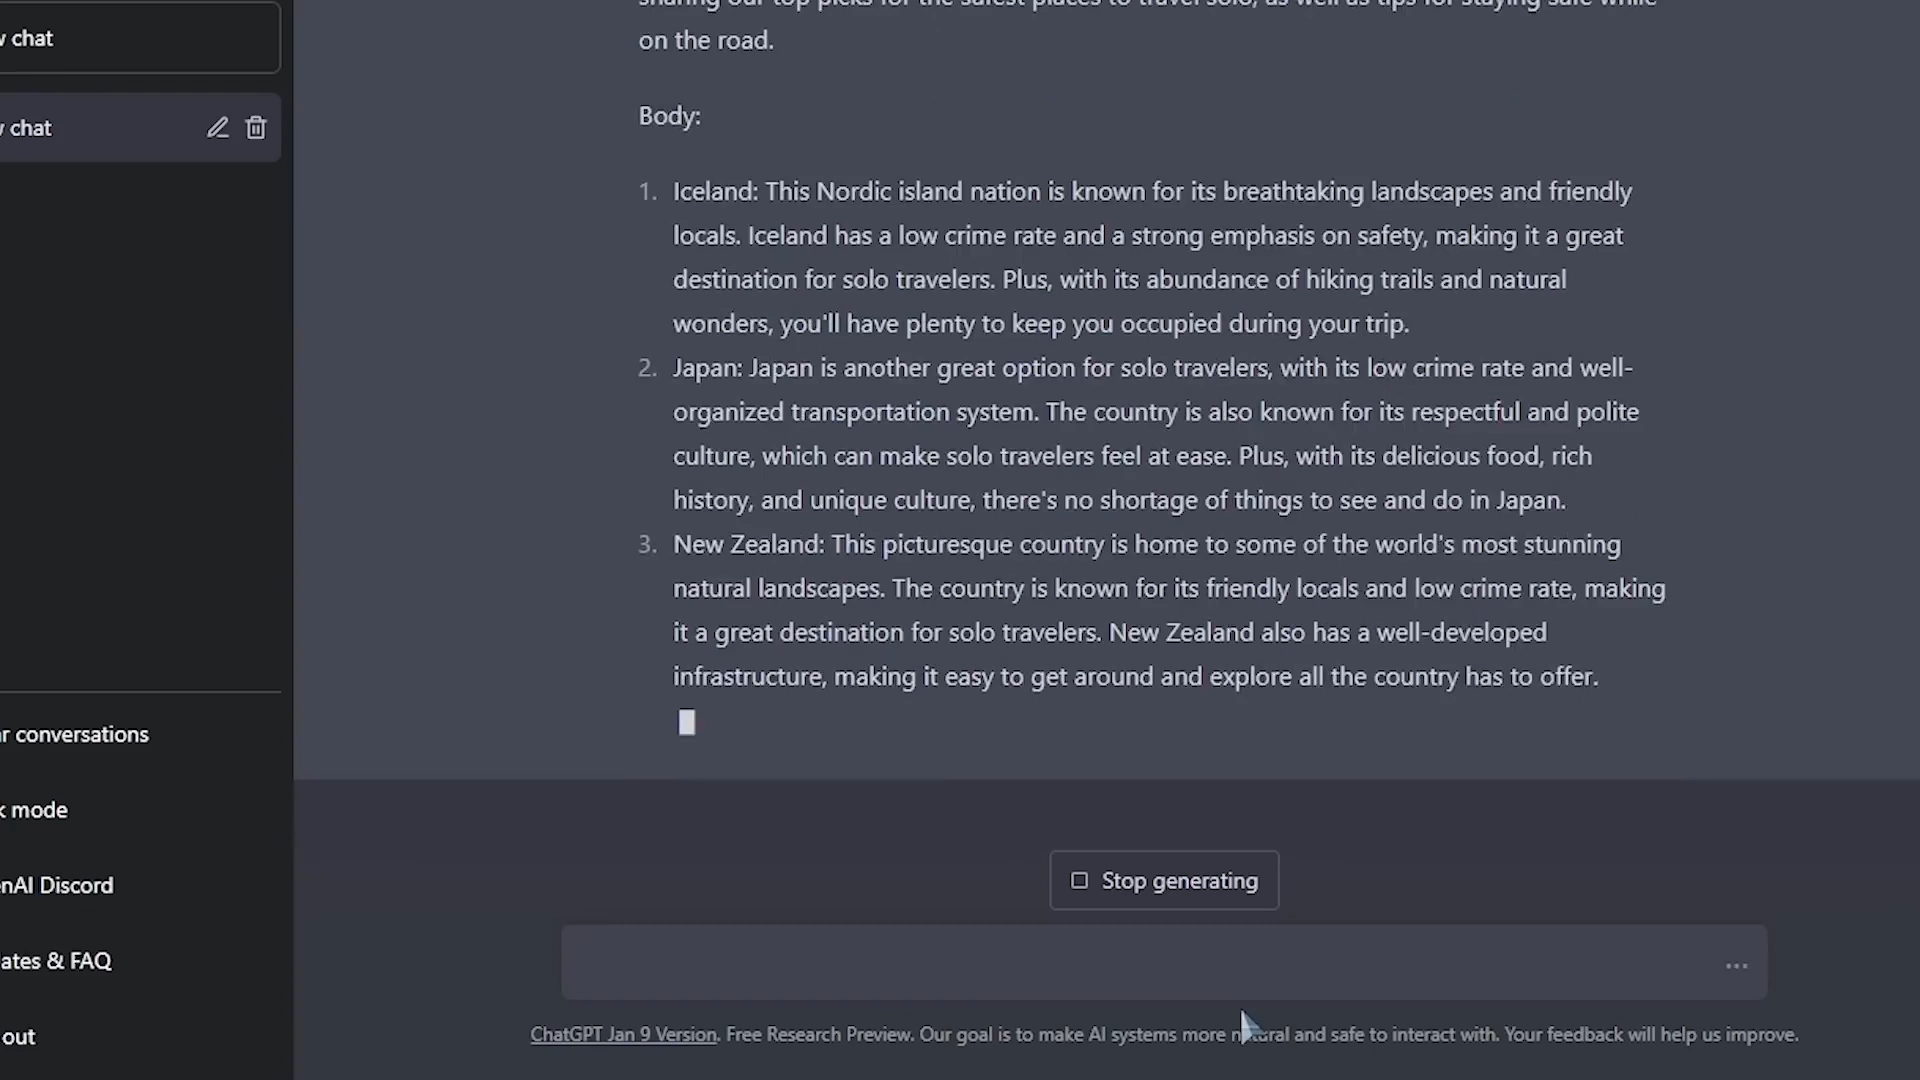 chat
chat
conversations
mode
Discord
& FAQ
out
on the road.
Body:
1. Iceland: This Nordic island nation is known for its breathtaking landscapes and friendly
locals. Iceland has a low crime rate and a strong emphasis on safety, making it a great
destination for solo travelers. Plus, with its abundance of hiking trails and natural
wonders, you'll have plenty to keep you occupied during your trip.
2. Japan: Japan is another great option for solo travelers, with its low crime rate and well-
organized transportation system. The country is also known for its respectful and polite
culture, which can make solo travelers feel at ease. Plus, with its delicious food, rich
history, and unique culture, there's no shortage of things to see and do in Japan.
3. New Zealand: This picturesque country is home to some of the world's most stunning
natural landscapes. The country is known for its friendly locals and low crime rate, making
it a great destination for solo travelers. New Zealand also has a well-developed
infrastructure, making it easy to get around and explore all the country has to offer.
Stop generating
ChatGPT Jan 9 Version. Free Research Preview. Our goal is to make AI systems more natural and safe to interact with. Your feedback will help us improve.